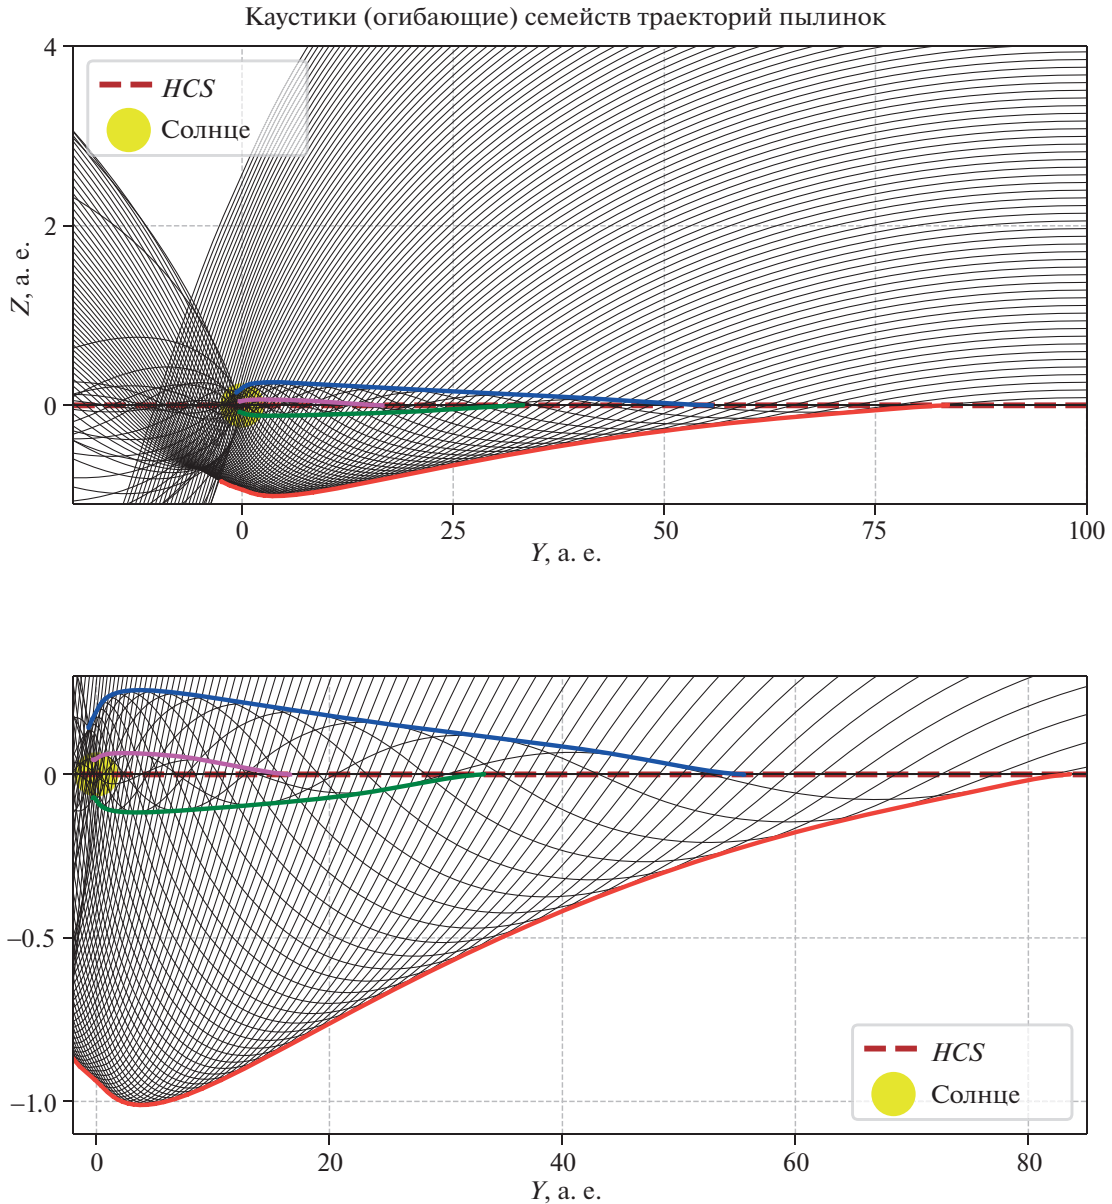 Каустики (огибающие) семейств траекторий пылинок
4
HCS
Солнце
2
Z, а. е.
0
0
25
50
75
100
Y, а. е.
0
−0.5
HCS
Солнце
−1.0
0
20
40
60
80
Y, а. е.